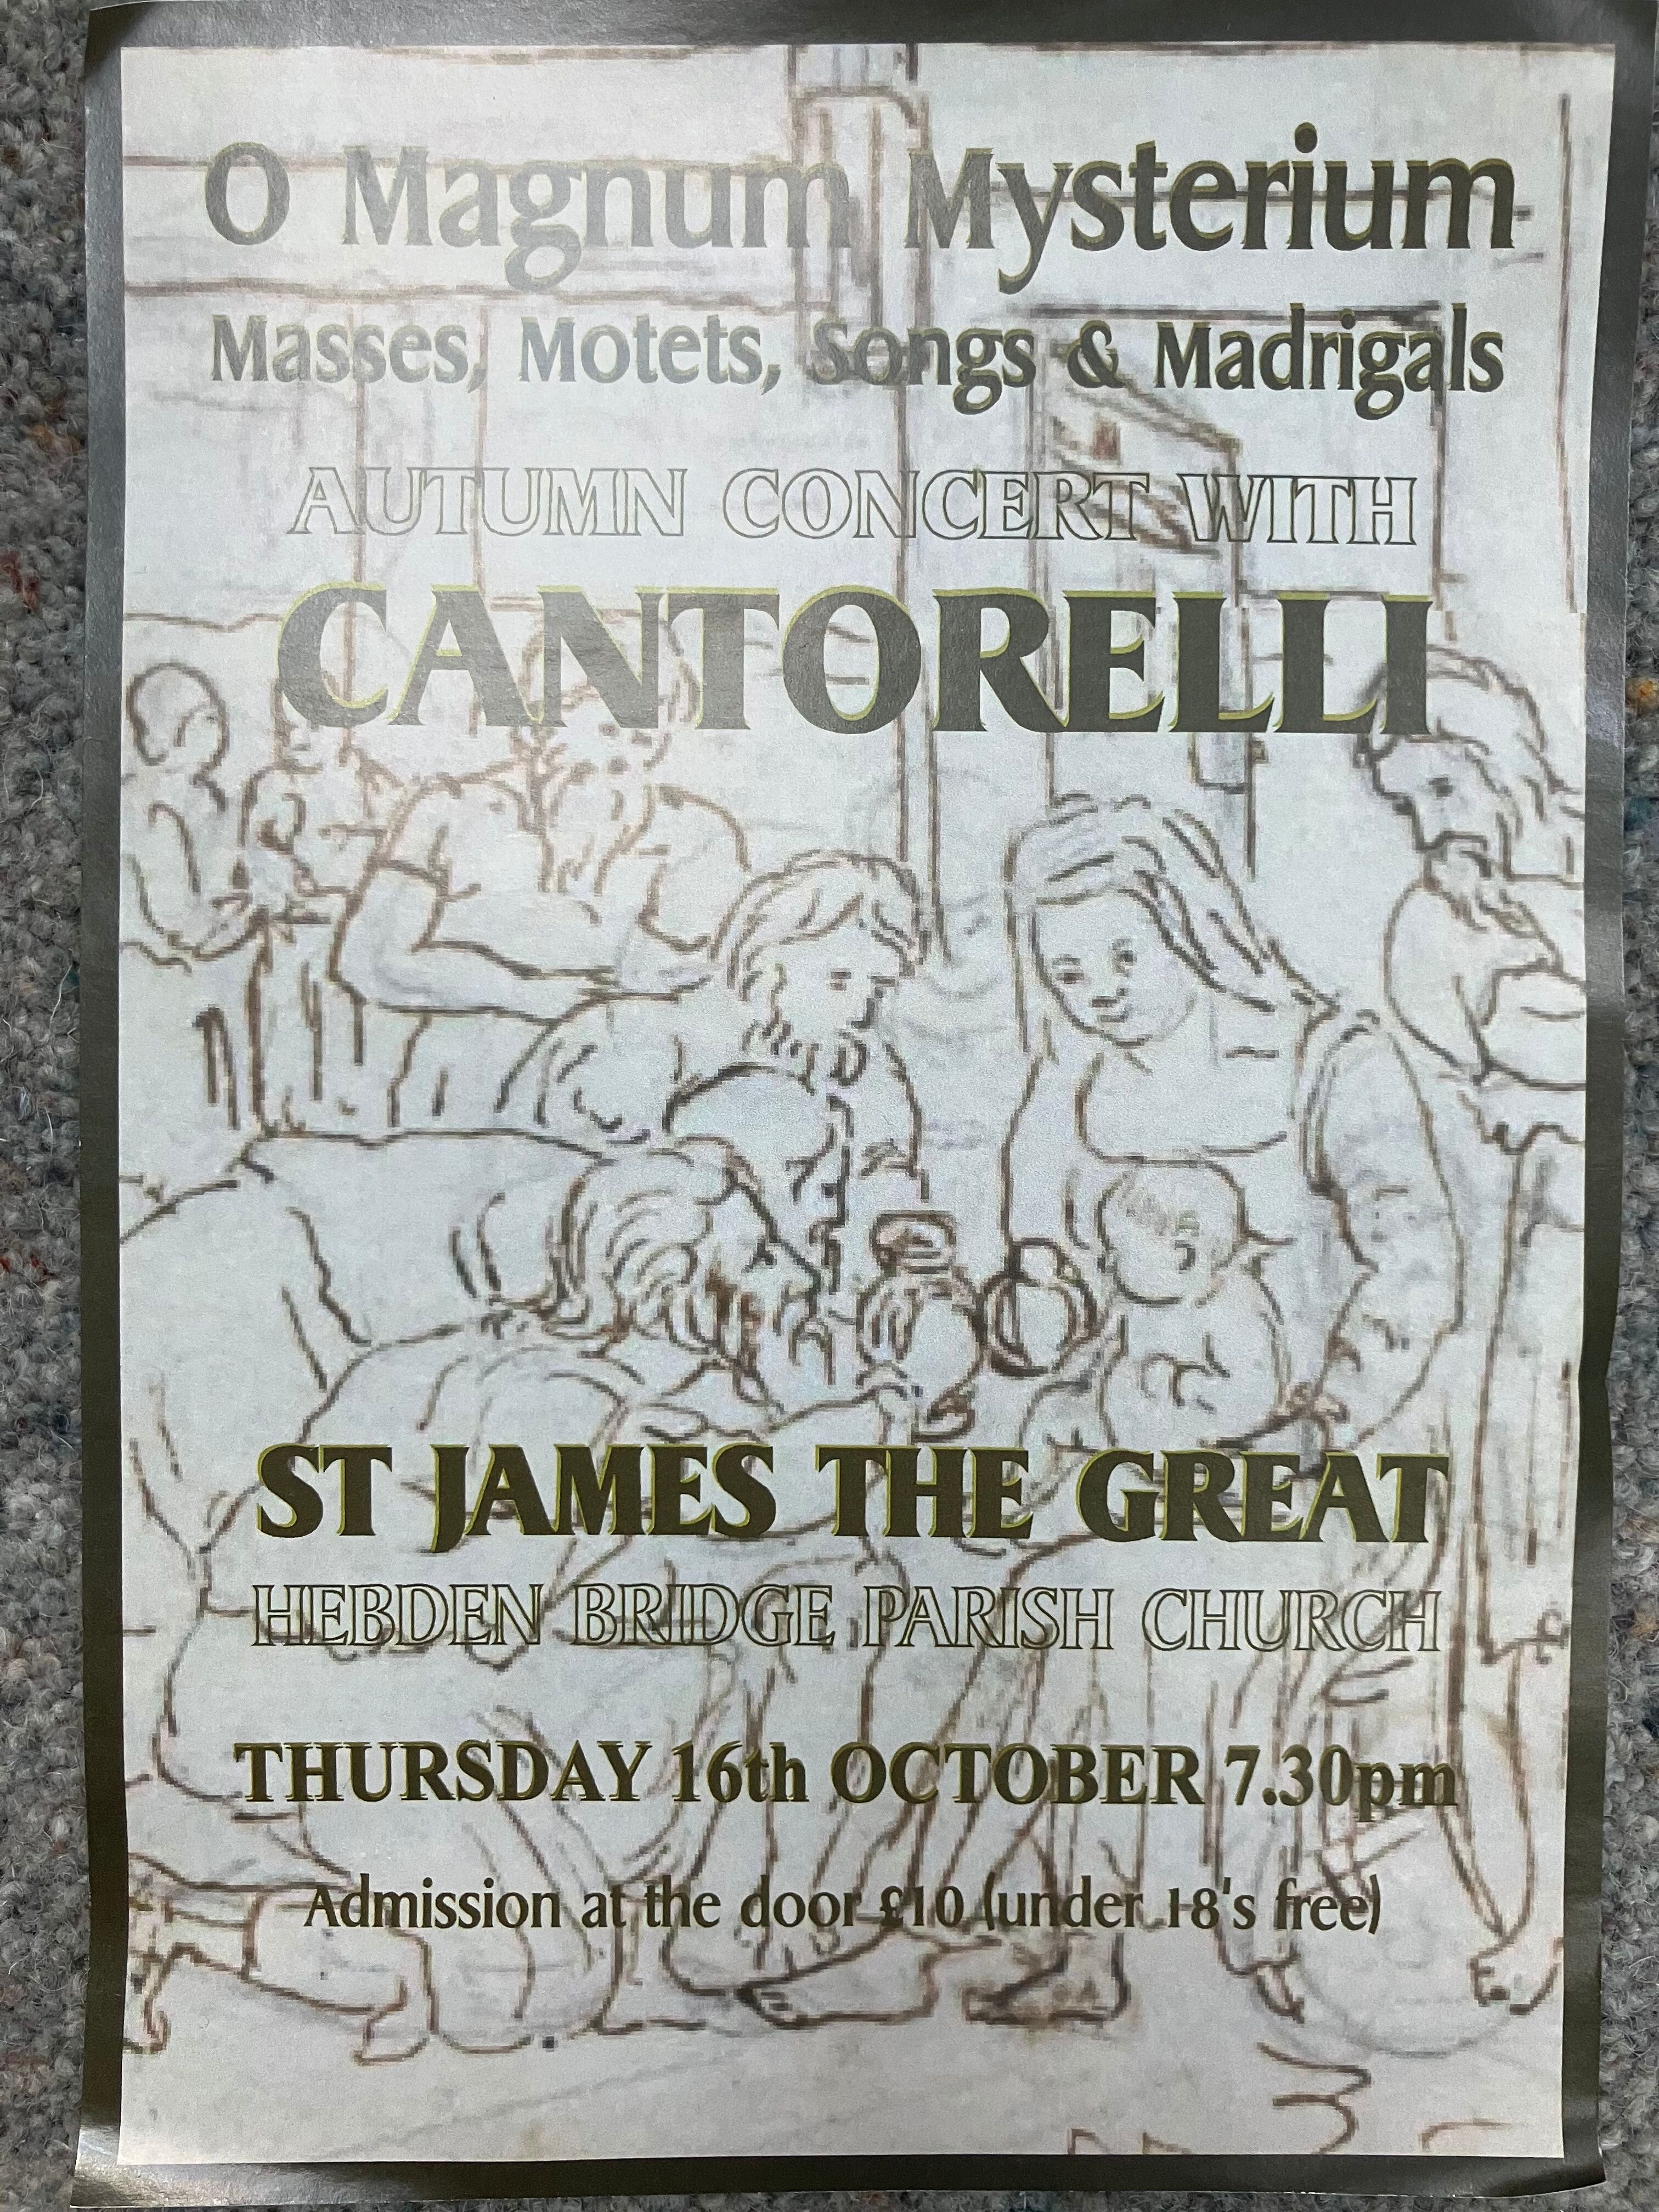 O Magnum Mysterium
Masses, Motets, Songs & Madrigals
AUTUMN CONCERT WITH
CANTORELLI
ST JAMES THE GREAT
HEBDEN BRIDGE PARISH CHURCH
THURSDAY 16th OCTOBER 7.30pm
Admission at the door £10 (under 18's free)